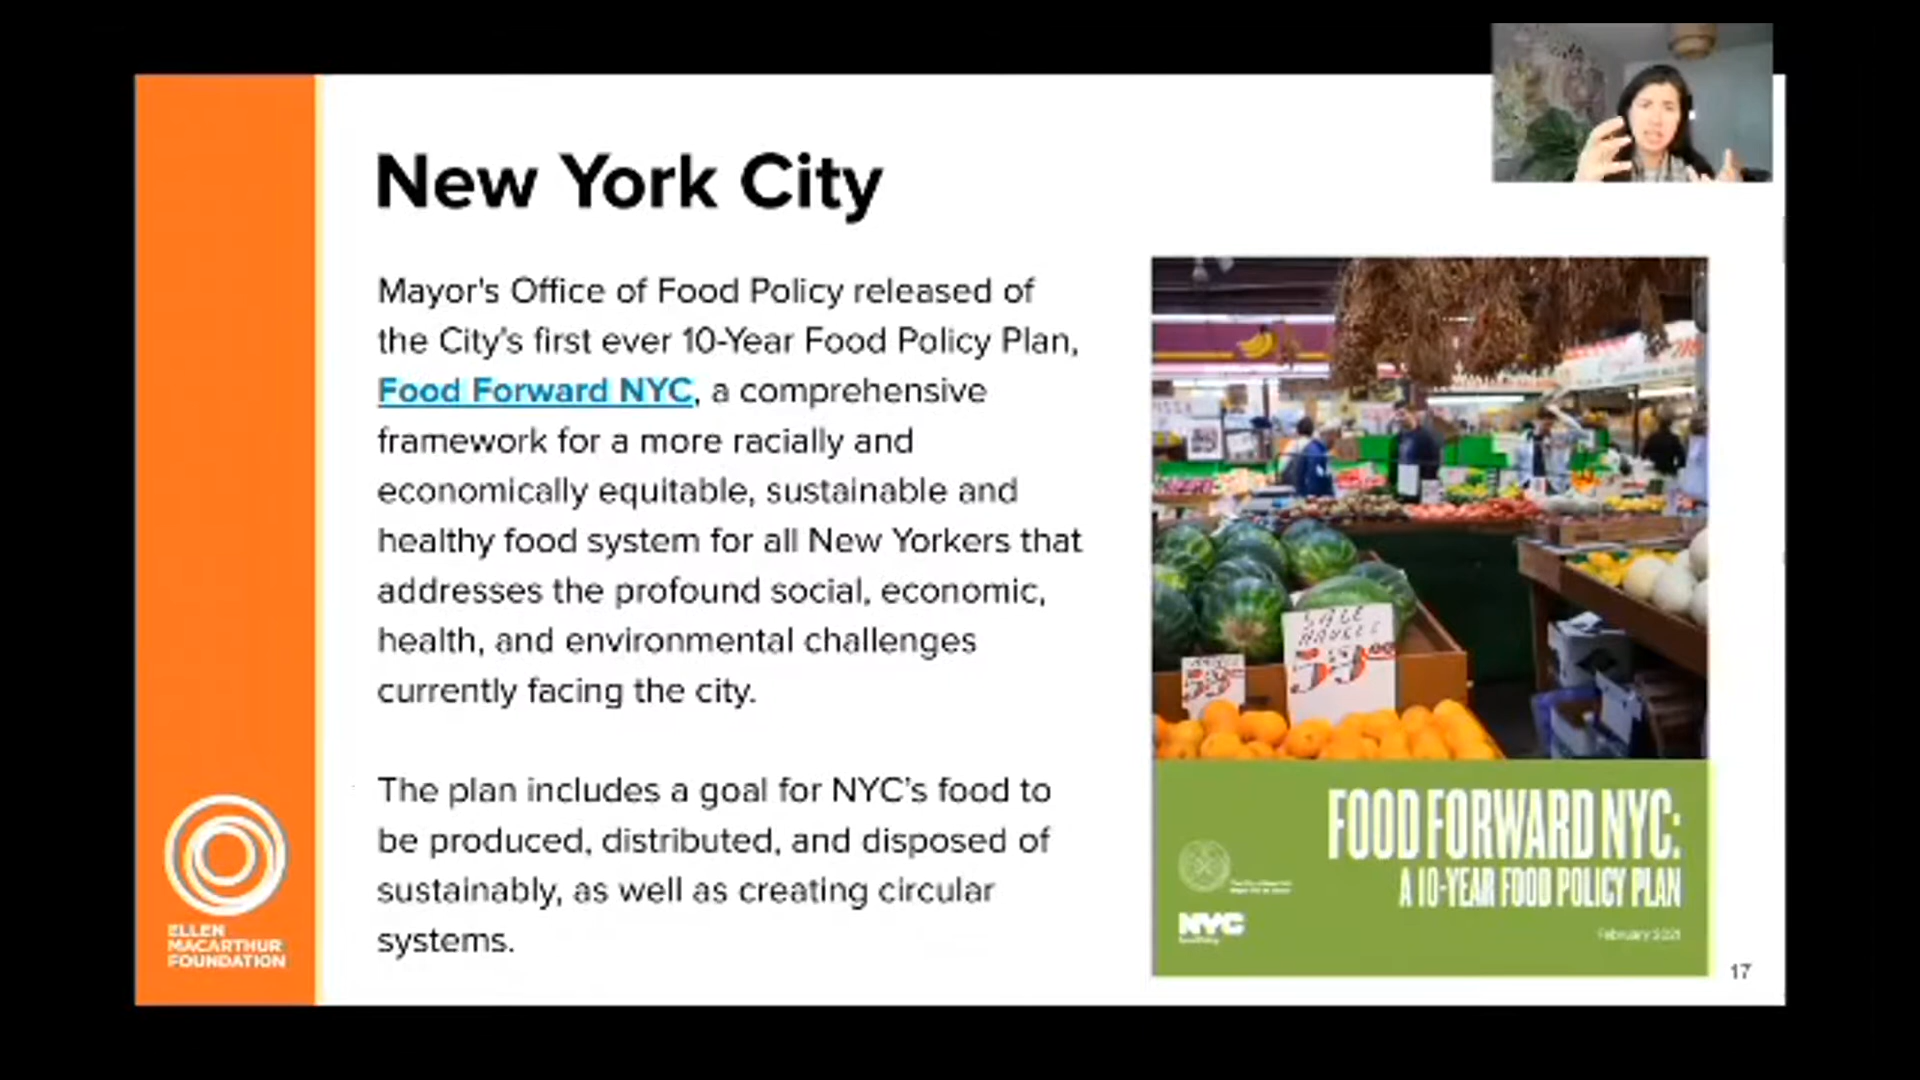 New York City
Mayor's Office of Food Policy released of
the City's first ever 10-Year Food Policy Plan,
Food Forward NYC, a comprehensive
framework for a more racially and
economically equitable, sustainable and
healthy food system for all New Yorkers that
addresses the profound social, economic,
health, and environmental challenges
currently facing the city.
The plan includes a goal for NYC's food to
be produced, distributed, and disposed of
sustainably, as well as creating circular
systems.
ELLEN
MACARTHUR
FOUNDATION
SALE
FOOD FORWARD NYC:
A 10-YEAR FOOD POLICY PLAN
NYC
February 2021
17